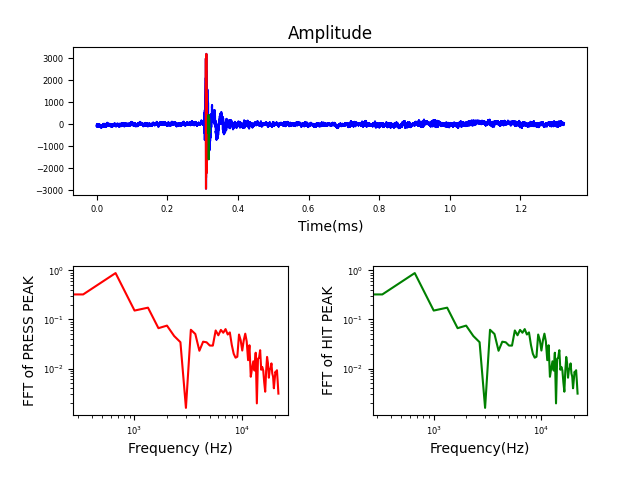 Amplitude
3000
2000
1000
0
−1000
−2000
−3000
0.0 0.2 0.4 0.6 0.8 1.0 1.2
Time(ms)
FFT of PRESS PEAK
10⁰
10⁻¹
10⁻²
10³ 10⁴
Frequency (Hz)
FFT of HIT PEAK
10⁰
10⁻¹
10⁻²
10³ 10⁴
Frequency(Hz)